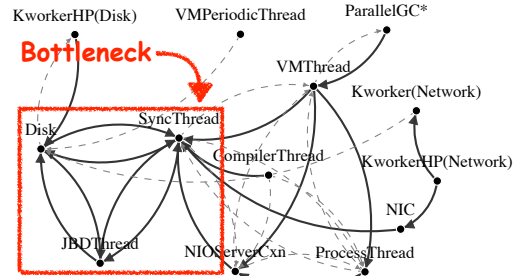 KworkerHP(Disk)
VMPeriodicThread
ParallelGC*
Bottleneck
VMThread
Kworker(Network)
Disk
SyncThread
CompilerThread
KworkerHP(Network)
NIC
JBDThread
NIOServerCxn
ProcessThread